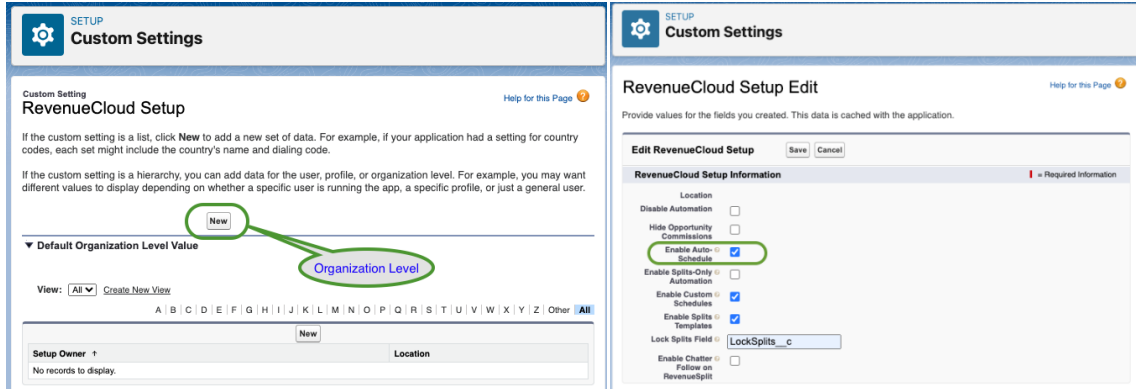 SETUP
Custom Settings
Custom Setting
RevenueCloud Setup
Help for this Page
If the custom setting is a list, click New to add a new set of data. For example, if your application had a setting for country
codes, each set might include the country's name and dialing code.
If the custom setting is a hierarchy, you can add data for the user, profile, or organization level. For example, you may want
different values to display depending on whether a specific user is running the app, a specific profile, or just a general user.
New
Default Organization Level Value
Organization Level
View: All Create New View
A | B | C | D | E | F | G | H | I | J | K | L | M | N | O | P | Q | R | S | T | U | V | W | X | Y | Z | Other All
New
Setup Owner ↑ Location
No records to display.
SETUP
Custom Settings
RevenueCloud Setup Edit
Help for this Page
Provide values for the fields you created. This data is cached with the application.
Edit RevenueCloud Setup Save Cancel
RevenueCloud Setup Information = Required Information
Location
Disable Automation
Hide Opportunity
Commissions
Enable Auto-
Schedule
Enable Splits-Only
Automation
Enable Custom
Schedules
Enable Splits
Templates
Lock Splits Field LockSplits__c
Enable Chatter
Follow on
RevenueSplit